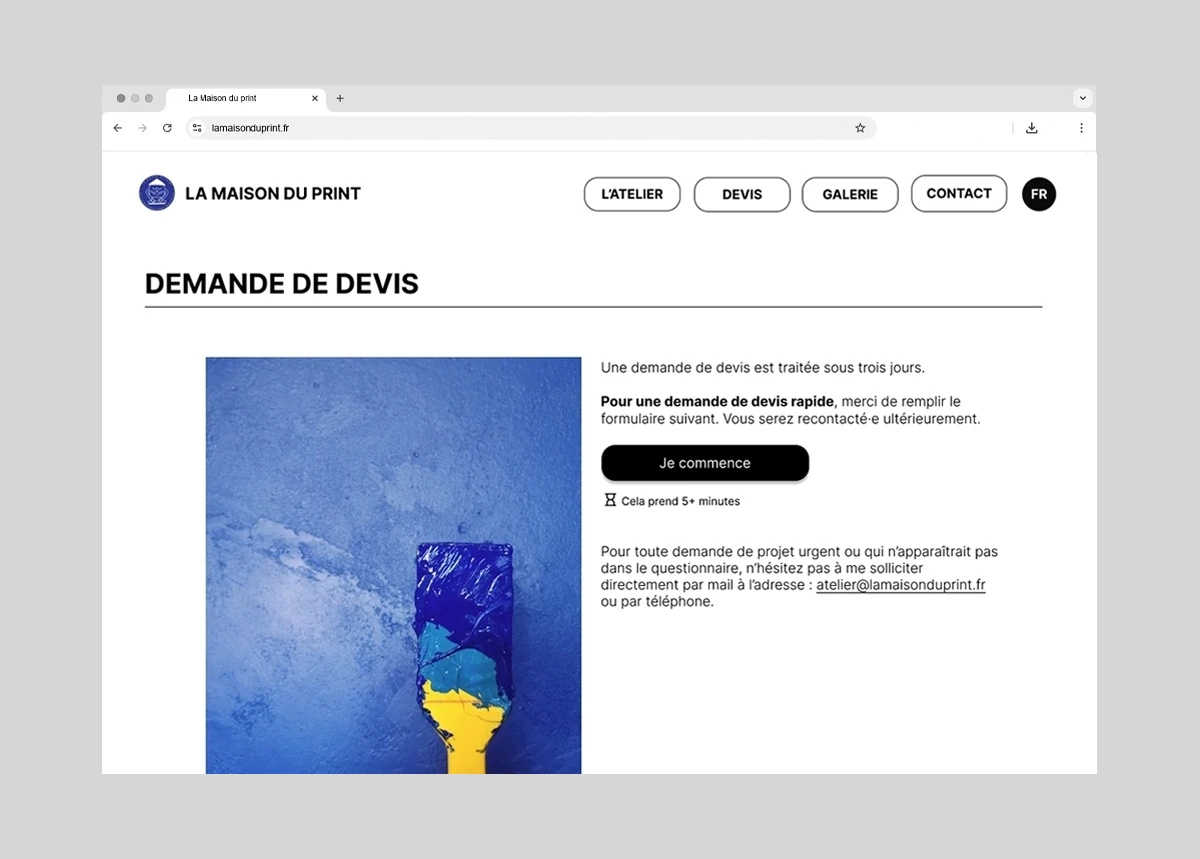 La Maison du print
lamaisonduprint.fr
LA MAISON DU PRINT
L'ATELIER
DEVIS
GALERIE
CONTACT
FR
DEMANDE DE DEVIS
Une demande de devis est traitée sous trois jours.
Pour une demande de devis rapide, merci de remplir le
formulaire suivant. Vous serez recontacté·e ultérieurement.
Je commence
Cela prend 5+ minutes
Pour toute demande de projet urgent ou qui n'apparaîtrait pas
dans le questionnaire, n'hésitez pas à me solliciter
directement par mail à l'adresse : atelier@lamaisonduprint.fr
ou par téléphone.